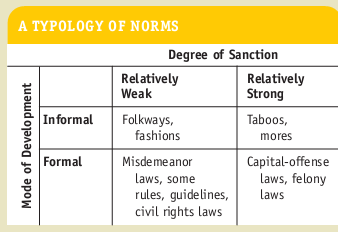 A TYPOLOGY OF NORMS
Degree of Sanction
Relatively Weak
Relatively Strong
Mode of Development
Informal
Folkways, fashions
Taboos, mores
Formal
Misdemeanor laws, some rules, guidelines, civil rights laws
Capital-offense laws, felony laws